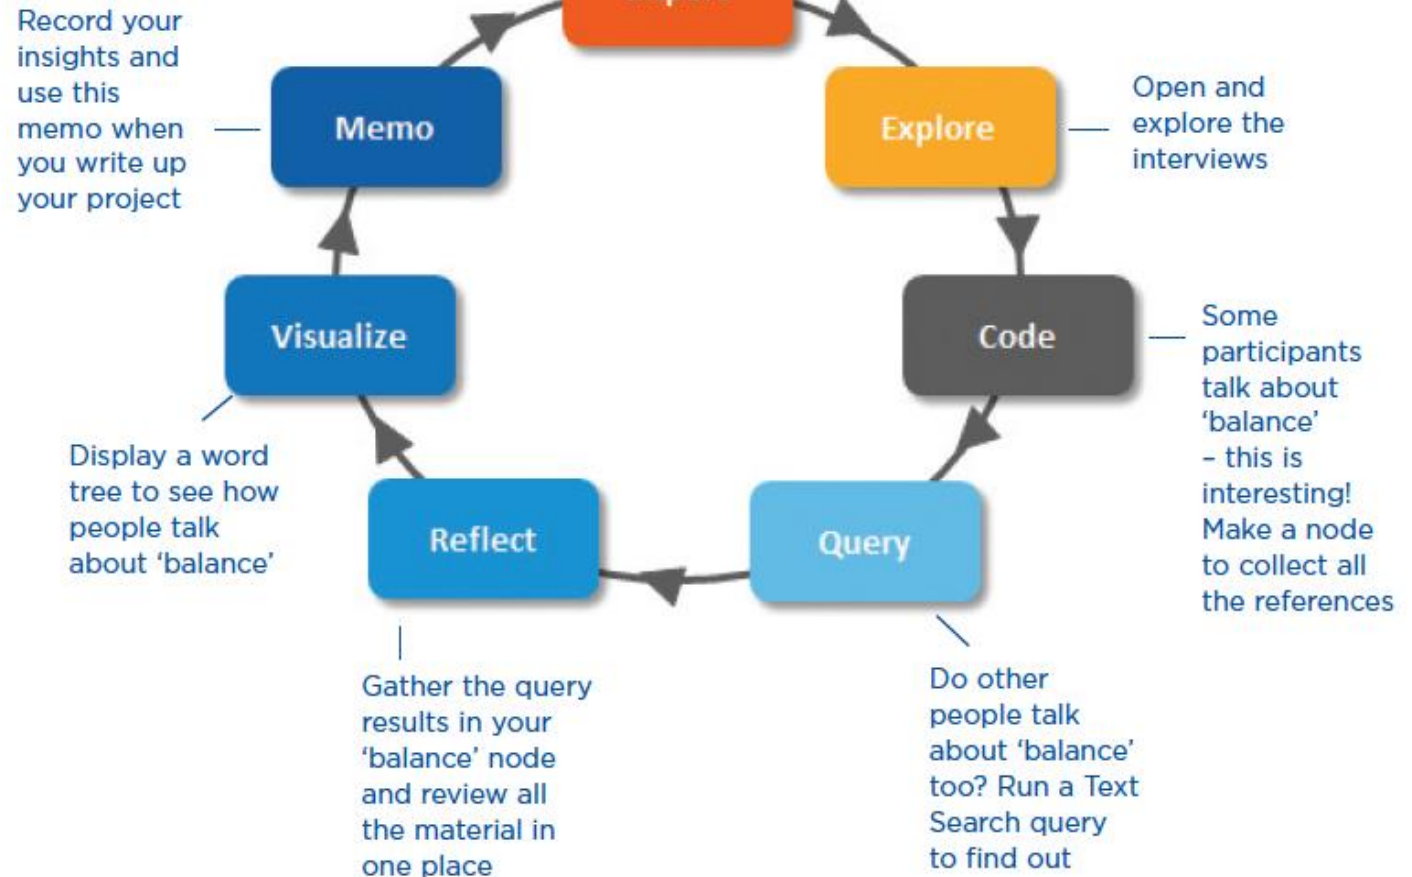 Record your
insights and
use this
memo when
you write up
your project
Memo
Explore
Open and
explore the
interviews
Visualize
Code
Some
participants
talk about
‘balance’
– this is
interesting!
Make a node
to collect all
the references
Display a word
tree to see how
people talk
about ‘balance’
Reflect
Query
Gather the query
results in your
‘balance’ node
and review all
the material in
one place
Do other
people talk
about ‘balance’
too? Run a Text
Search query
to find out